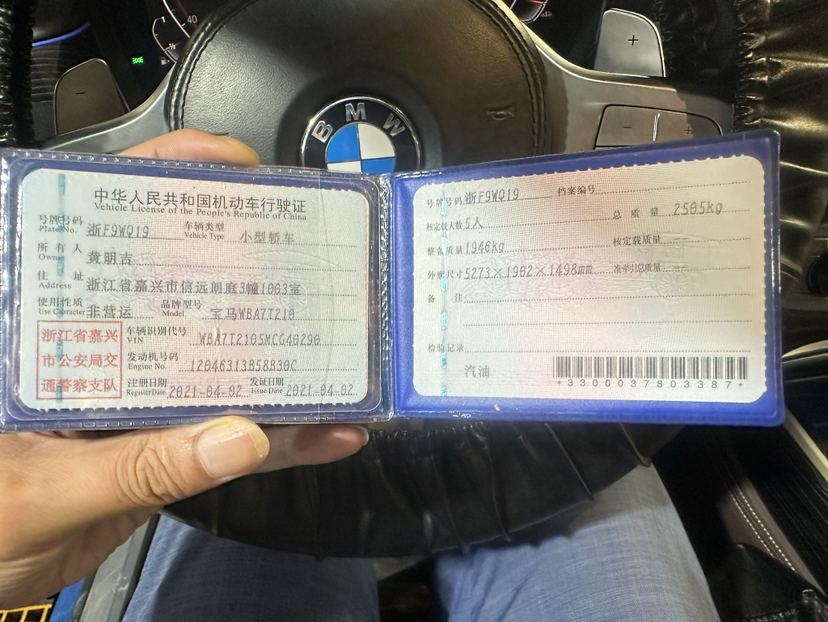 BMW
40
中华人民共和国机动车行驶证
Vehicle License of the People's Republic of China
号牌号码 浙F9WQ19 车辆类型 小型轿车
Plate No. Vehicle Type
所有人 黄明吉
Owner
住址 浙江省嘉兴市信远朗庭3幢1003室
Address
使用性质 非营运 品牌型号 宝马WBA7T210
Use Character Model
浙江省嘉兴
市公安局交
通警察支队
车辆识别代号
VIN
发动机号码 12046313B58B30C
Engine No.
注册日期 2021-04-02 发证日期 2021-04-02
Register Date Issue Date
号牌号码 浙F9WQ19 档案编号
核定载人数 5人 总质量 2505kg
整备质量 1946kg 核定载质量 --
外廓尺寸 5273×1902×1498mm 准牵引总质量 --
备注
检验记录
汽油
*3300037803387*